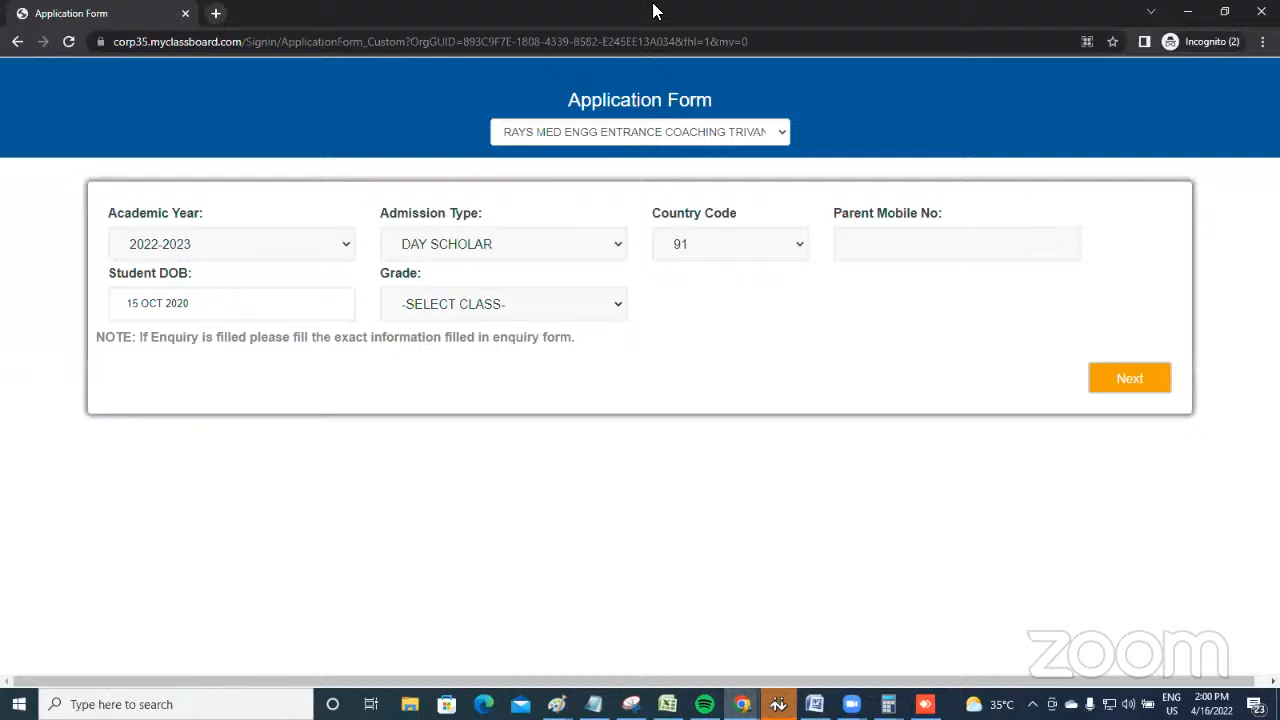 Application Form
corp35.myclassboard.com/Signin/ApplicationForm_Custom?OrgGUID=893C9F7E-1808-4339-B582-E245EE13A034&fhl=1&mv=0
Incognito (2)
Application Form
RAYS MED ENGG ENTRANCE COACHING TRIVAN
Academic Year:
Admission Type:
Country Code
Parent Mobile No:
2022-2023
DAY SCHOLAR
91
Student DOB:
Grade:
15 OCT 2020
-SELECT CLASS-
NOTE: If Enquiry is filled please fill the exact information filled in enquiry form.
Next
zoom
Type here to search
35°C
ENG
US
2:00 PM
4/16/2022
23